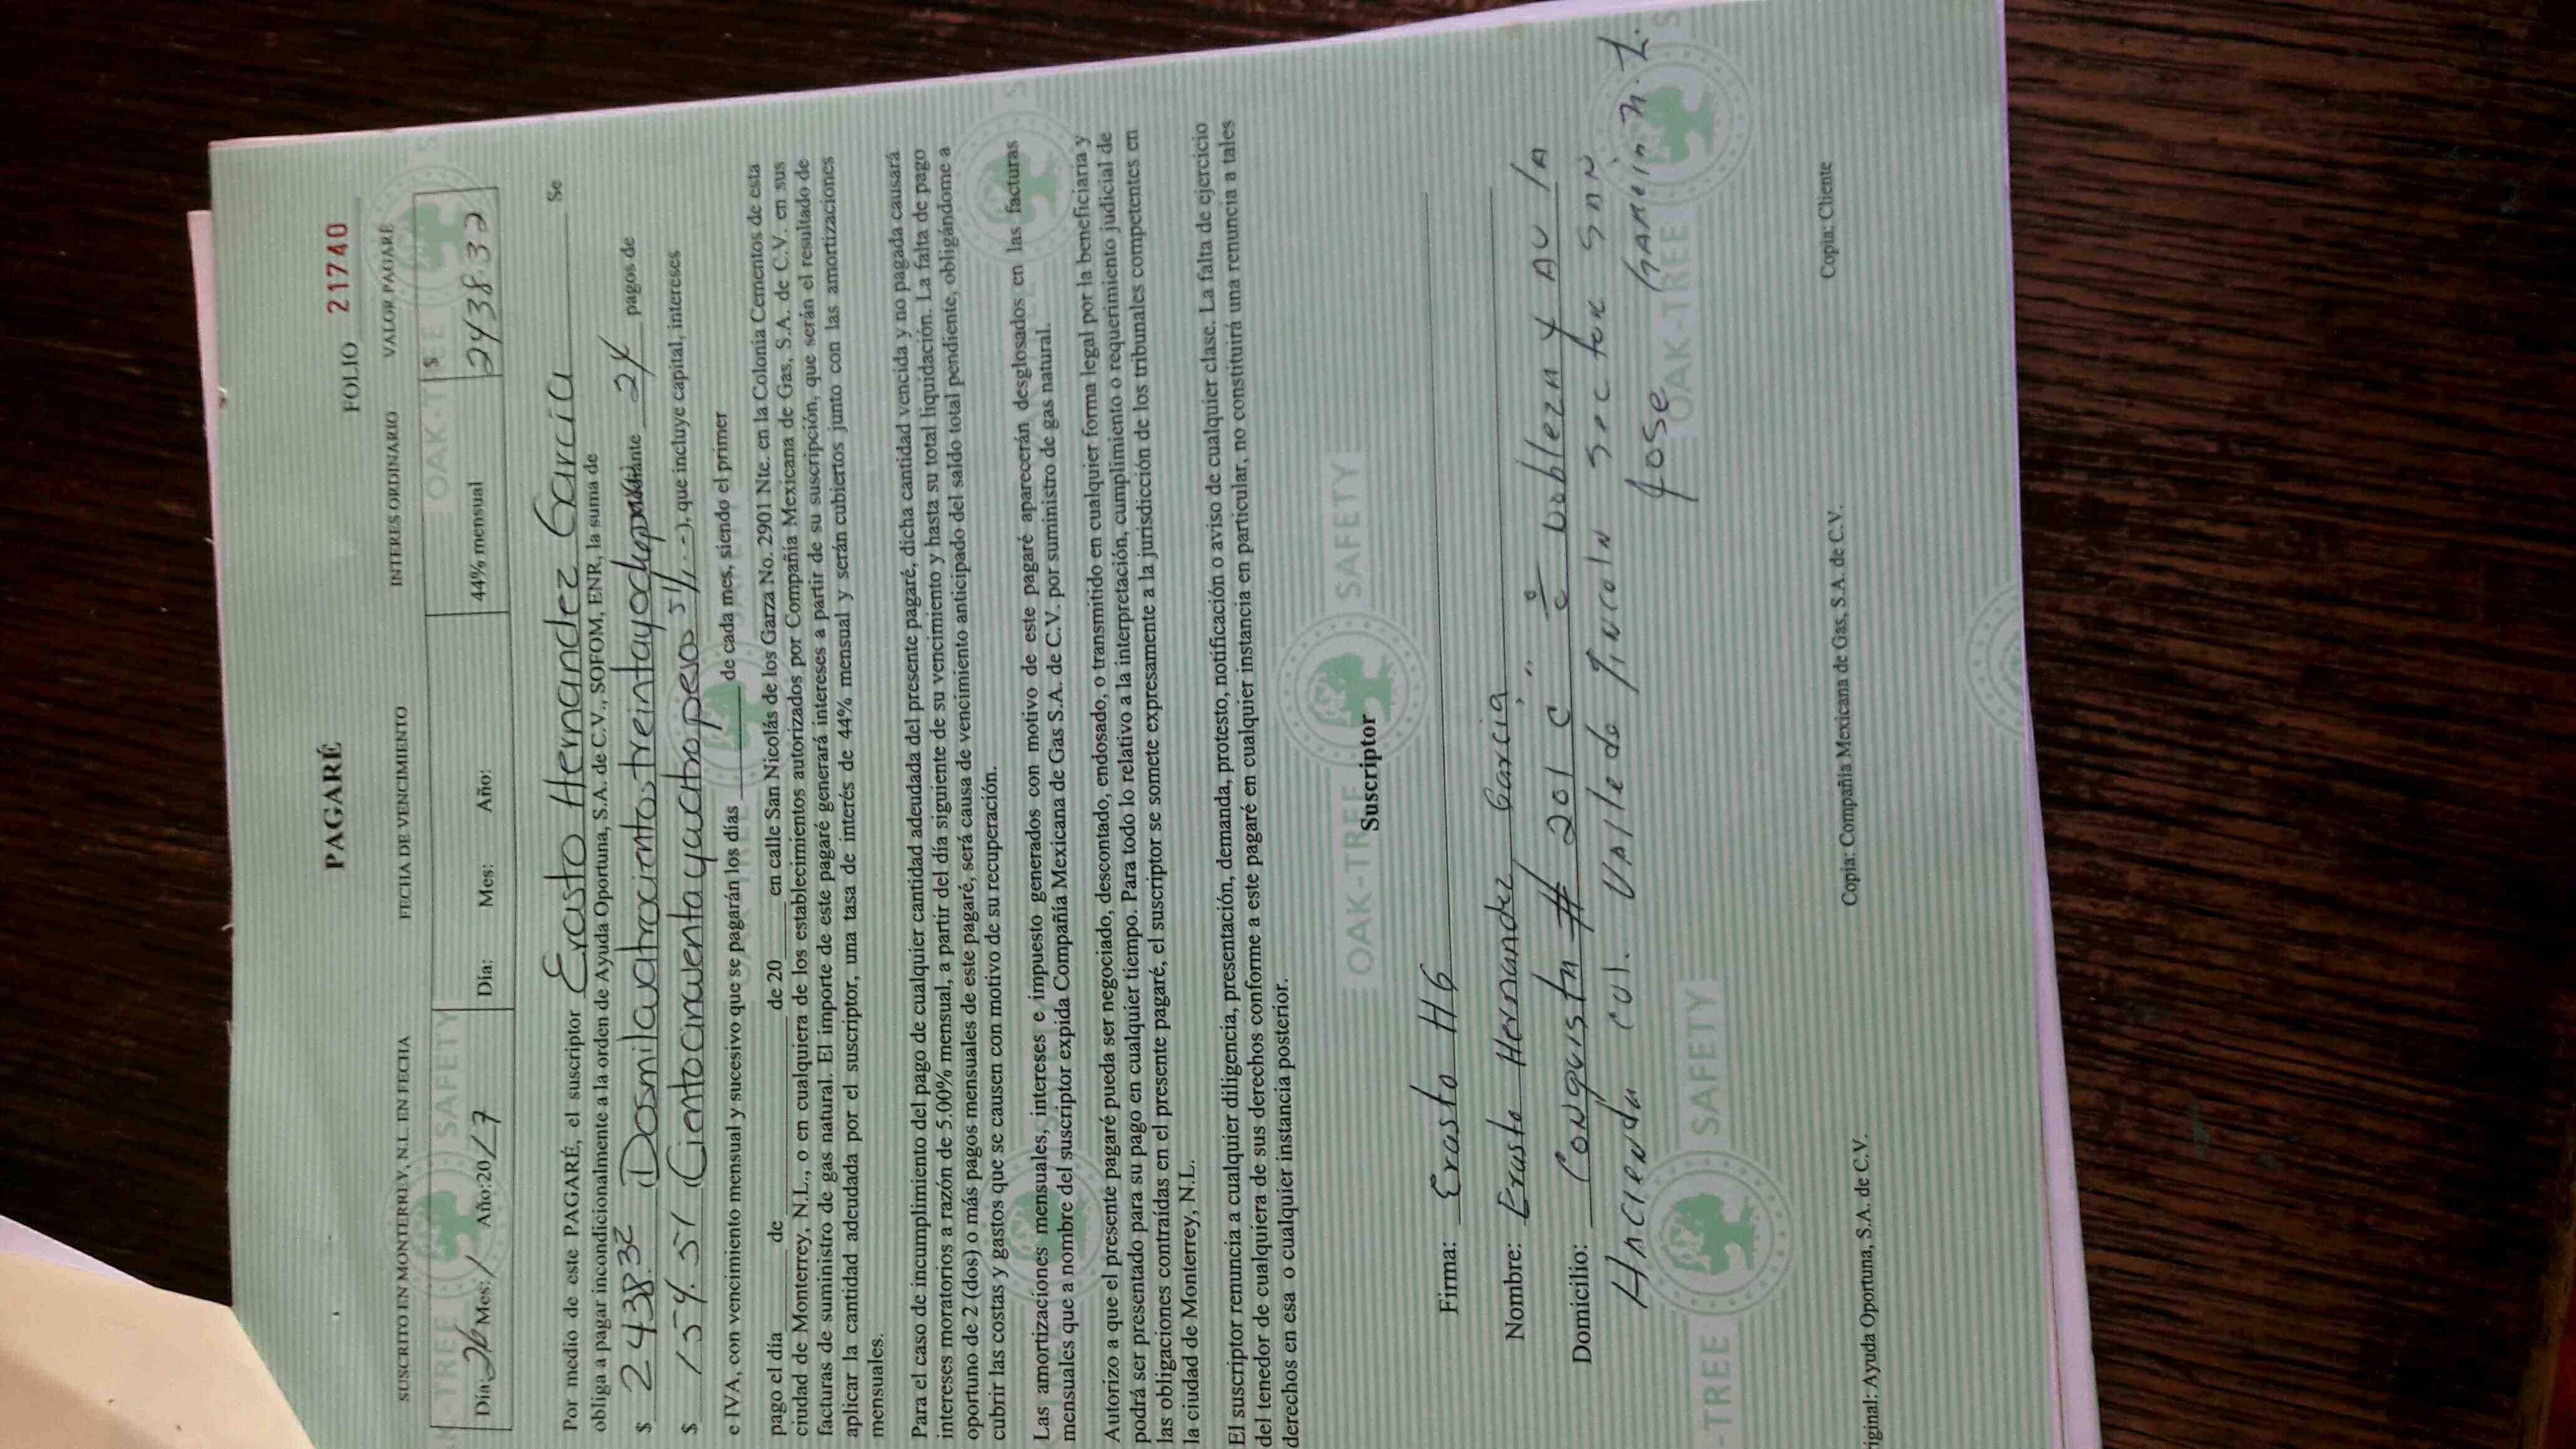 PAGARÉ
FOLIO 21740
SUSCRITO EN MONTERREY, N.L. EN FECHA FECHA DE VENCIMIENTO INTERES ORDINARIO VALOR PAGARÉ
Día: 26 Mes: 1 Año: 2017 Día: Mes: Año: 44% mensual $ 2438.32
Por medio de este PAGARÉ, el suscriptor Erasto Hernandez Garcia Se
obliga a pagar incondicionalmente a la orden de Ayuda Oportuna, S.A. de C.V., SOFOM, ENR, la suma de
$ 2438.32 (Dosmilcuatrocientostreintayocho mediante 24 pagos de
$ 154.51 (Cientocincuentaycuatropeso 51/ ), que incluye capital, intereses
e IVA, con vencimiento mensual y sucesivo que se pagarán los días de cada mes, siendo el primer
pago el día de de 20 en calle San Nicolás de los Garza No. 2901 Nte. en la Colonia Cementos de esta
ciudad de Monterrey, N.L., o en cualquiera de los establecimientos autorizados por Compañía Mexicana de Gas, S.A. de C.V. en sus
facturas de suministro de gas natural. El importe de este pagaré generará intereses a partir de su suscripción, que serán el resultado de
aplicar la cantidad adeudada por el suscriptor, una tasa de interés de 44% mensual y serán cubiertos junto con las amortizaciones
mensuales.
Para el caso de incumplimiento del pago de cualquier cantidad adeudada del presente pagaré, dicha cantidad vencida y no pagada causará
intereses moratorios a razón de 5.00% mensual, a partir del día siguiente de su vencimiento y hasta su total liquidación. La falta de pago
oportuno de 2 (dos) o más pagos mensuales de este pagaré, será causa de vencimiento anticipado del saldo total pendiente, obligándome a
cubrir las costas y gastos que se causen con motivo de su recuperación.
Las amortizaciones mensuales, intereses e impuesto generados con motivo de este pagaré aparecerán desglosados en las facturas
mensuales que a nombre del suscriptor expida Compañía Mexicana de Gas S.A. de C.V. por suministro de gas natural.
Autorizo a que el presente pagaré pueda ser negociado, descontado, endosado, o transmitido en cualquier forma legal por la beneficiaria y
podrá ser presentado para su pago en cualquier tiempo. Para todo lo relativo a la interpretación, cumplimiento o requerimiento judicial de
las obligaciones contraídas en el presente pagaré, el suscriptor se somete expresamente a la jurisdicción de los tribunales competentes en
la ciudad de Monterrey, N.L.
El suscriptor renuncia a cualquier diligencia, presentación, demanda, protesto, notificación o aviso de cualquier clase. La falta de ejercicio
del tenedor de cualquiera de sus derechos conforme a este pagaré en cualquier instancia en particular, no constituirá una renuncia a tales
derechos en esa o cualquier instancia posterior.
OAK-TREE SAFETY
Suscriptor
Firma: Erasto HG
Nombre: Erasto Hernandez Garcia
Domicilio: Conquista # 201 C
Hacienda col. Valle de Lincoln Sector San
Jose Garcia N.L.
TREE SAFETY OAK-TREE
iginal: Ayuda Oportuna, S.A. de C.V. Copia: Compañía Mexicana de Gas, S.A. de C.V. Copia: Cliente